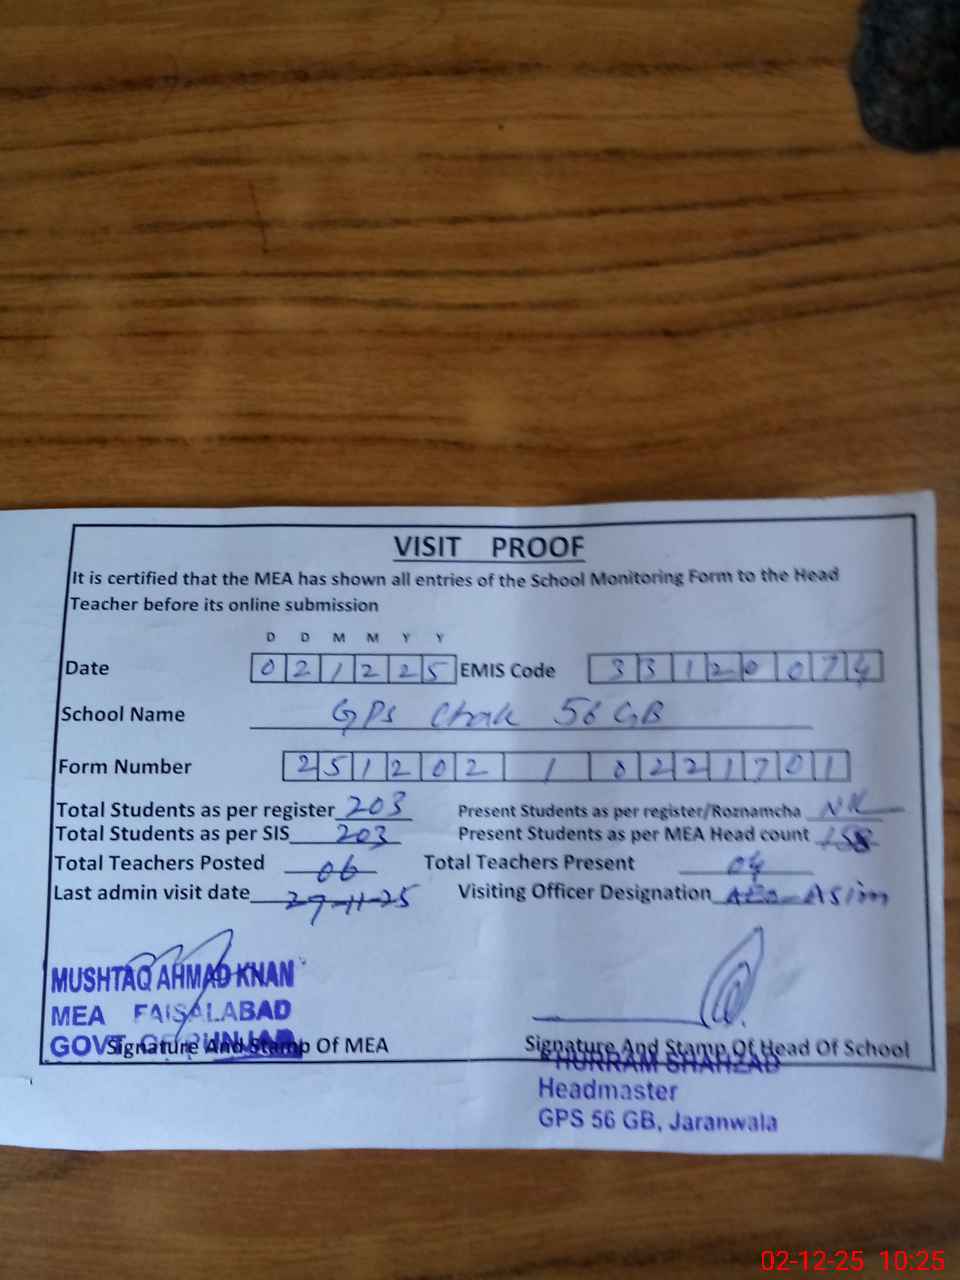 VISIT PROOF
It is certified that the MEA has shown all entries of the School Monitoring Form to the Head
Teacher before its online submission
D D M M Y Y
Date 0 2 1 2 2 5 EMIS Code 3 3 1 2 0 0 7 4
School Name GPS Chak 56 GB
Form Number 2 5 1 2 0 2 1 0 2 2 1 7 0 1
Total Students as per register 203 Present Students as per register/Roznamcha
Total Students as per SIS 203 Present Students as per MEA Head count
Total Teachers Posted 06 Total Teachers Present 04
Last admin visit date 27-11-25 Visiting Officer Designation AEO Asim
MUSHTAQ AHMAD KHAN
MEA FAISALABAD
GOVT OF PUNJAB
Signature And Stamp Of MEA Signature And Stamp Of Head Of School
KHURRAM SHAHZAD
Headmaster
GPS 56 GB, Jaranwala
02-12-25 10:25